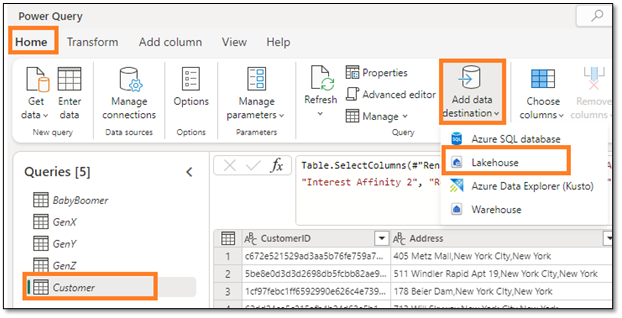 Power Query
Home Transform Add column View Help
Get data
Enter data
New query
Manage connections
Data sources
Options
Options
Manage parameters
Parameters
Refresh
Properties
Advanced editor
Manage
Query
Add data destination
Choose columns
Remove columns
Azure SQL database
Lakehouse
Azure Data Explorer (Kusto)
Warehouse
Queries [5]
BabyBoomer
GenX
GenY
GenZ
Customer
fx
Table.SelectColumns(#"Ren
"Interest Affinity 2", "R
CustomerID Address
1 c672e521529ad3aa5b76fe759a7... 405 Metz Mall,New York City,New York
2 5be8e0d3d3d2698db5fcbb82ae9... 511 Windler Rapid Apt 19,New York City,New York
3 1cf97febc1ff6592990e626c4e739... 178 Beier Dam,New York City,New York